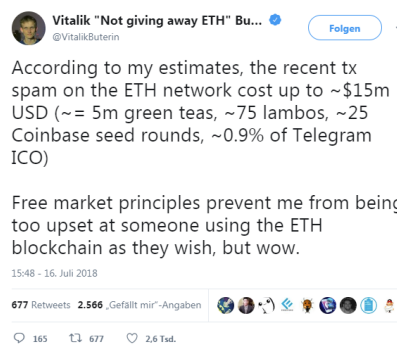 Vitalik "Not giving away ETH" Bu...
@VitalikButerin
Folgen
According to my estimates, the recent tx
spam on the ETH network cost up to ~$15m
USD (~= 5m green teas, ~75 lambos, ~25
Coinbase seed rounds, ~0.9% of Telegram
ICO)
Free market principles prevent me from being
too upset at someone using the ETH
blockchain as they wish, but wow.
15:48 - 16. Juli 2018
677 Retweets 2.566 „Gefällt mir“-Angaben
165 677 2,6 Tsd.